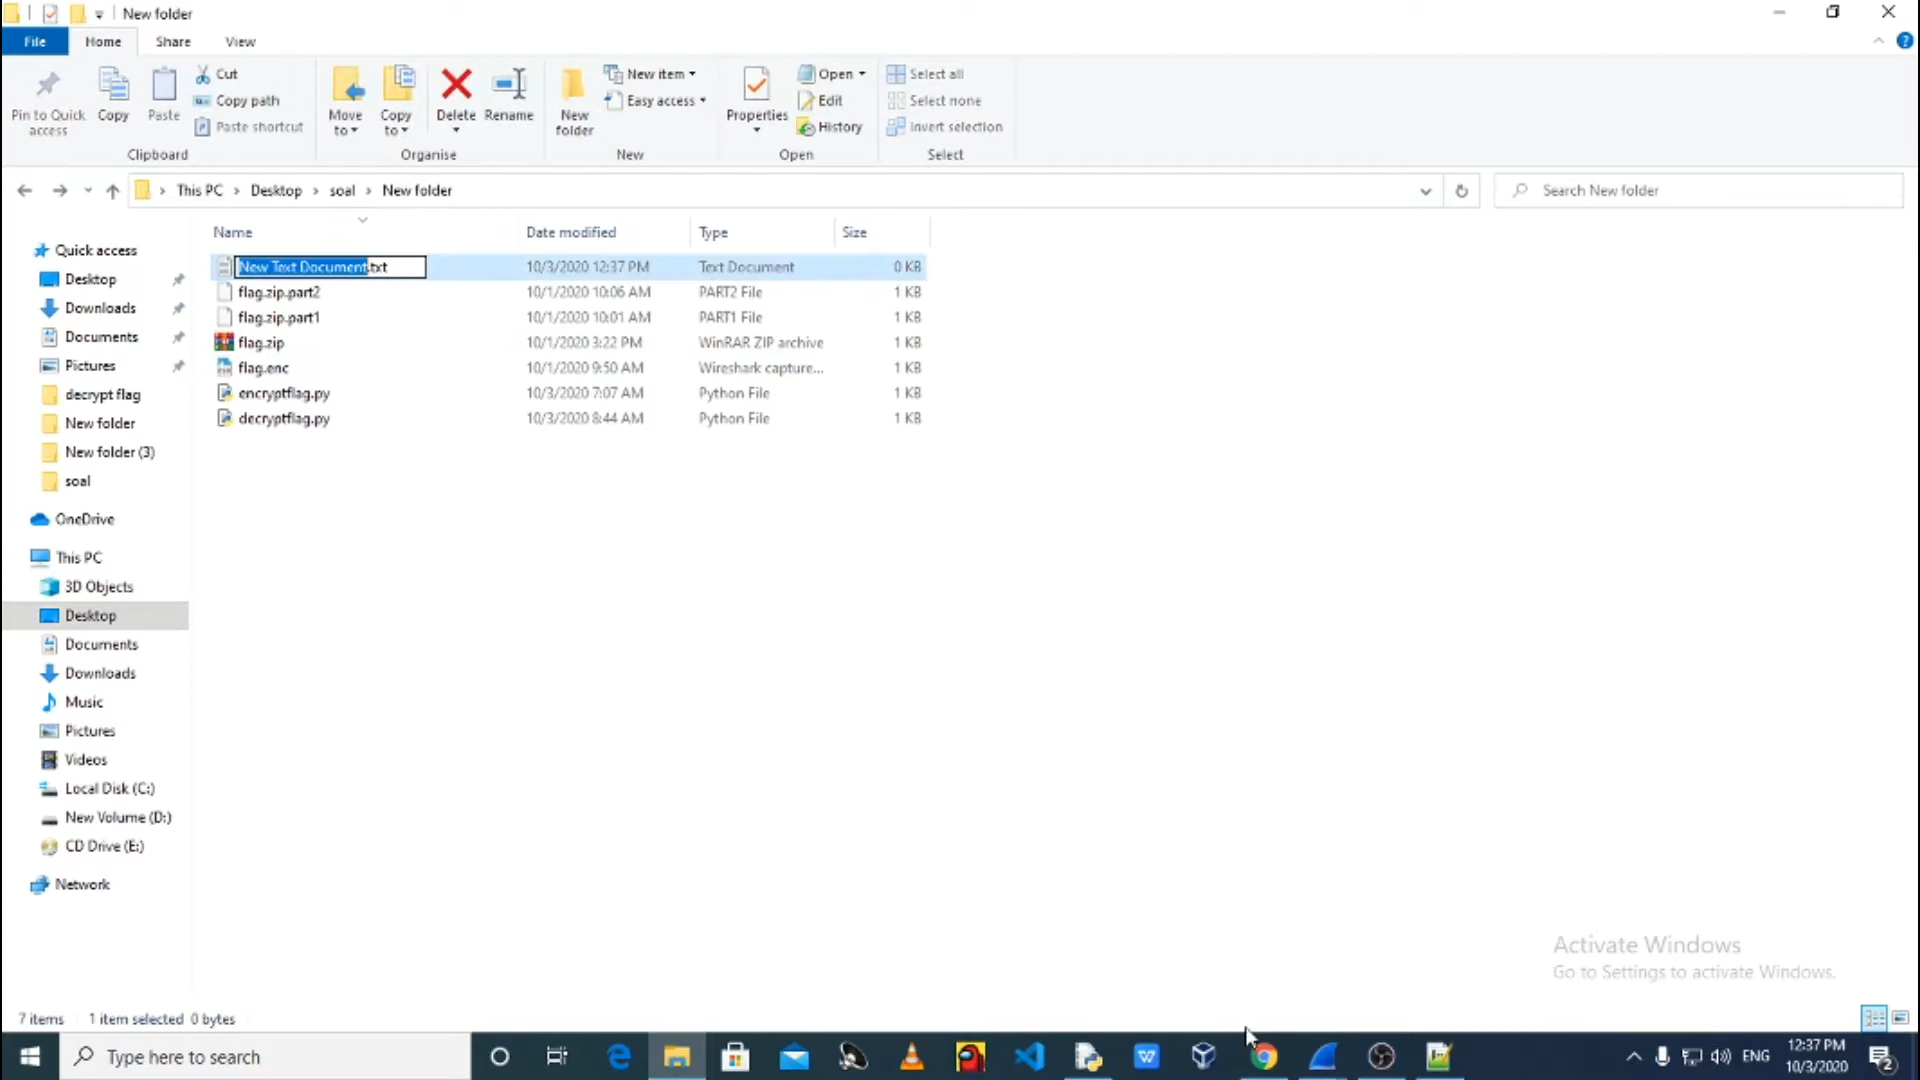 New folder
File Home Share View
Pin to Quick access
Copy
Paste
Cut
Copy path
Paste shortcut
Clipboard
Move to
Copy to
Delete
Rename
Organise
New folder
New item
Easy access
New
Properties
Open
Edit
History
Open
Select all
Select none
Invert selection
Select
This PC > Desktop > soal > New folder
Search New folder
Name Date modified Type Size
New Text Document.txt 10/3/2020 12:37 PM Text Document 0 KB
flag.zip.part2 10/1/2020 10:06 AM PART2 File 1 KB
flag.zip.part1 10/1/2020 10:01 AM PART1 File 1 KB
flag.zip 10/1/2020 3:22 PM WinRAR ZIP archive 1 KB
flag.enc 10/1/2020 9:50 AM Wireshark capture... 1 KB
encryptflag.py 10/3/2020 7:07 AM Python File 1 KB
decryptflag.py 10/3/2020 8:44 AM Python File 1 KB
Quick access
Desktop
Downloads
Documents
Pictures
decrypt flag
New folder
New folder (3)
soal
OneDrive
This PC
3D Objects
Desktop
Documents
Downloads
Music
Pictures
Videos
Local Disk (C:)
New Volume (D:)
CD Drive (E:)
Network
Activate Windows
Go to Settings to activate Windows.
7 items 1 item selected 0 bytes
Type here to search
W
ENG
12:37 PM
10/3/2020
2